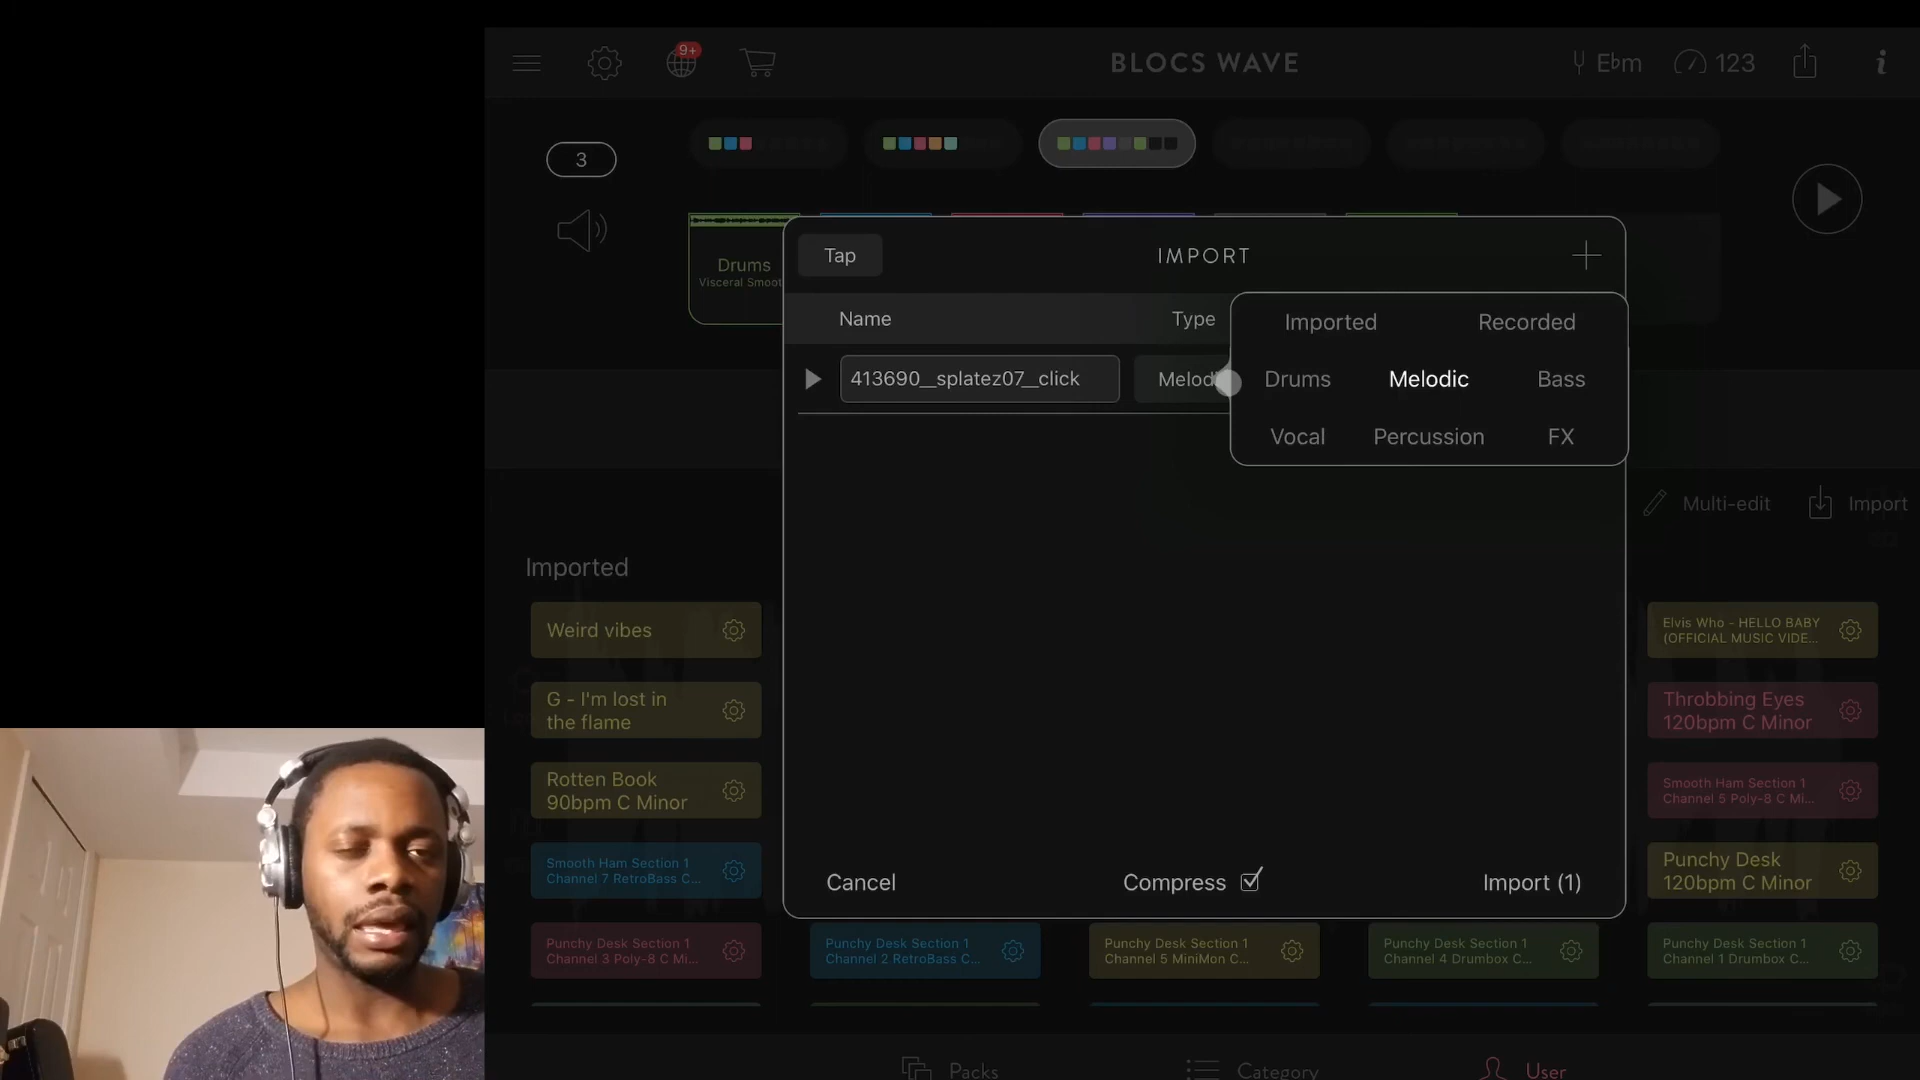 9+
BLOCS WAVE
Ebm
123
i
3
Drums
Visceral Smoot
Tap
IMPORT
Name
Type
413690__splatez07__click
Melod
Imported
Recorded
Drums
Melodic
Bass
Vocal
Percussion
FX
Multi-edit
Import
Imported
Weird vibes
G - I'm lost in
the flame
Rotten Book
90bpm C Minor
Smooth Ham Section 1
Channel 7 RetroBass C...
Punchy Desk Section 1
Channel 3 Poly-8 C Mi...
Elvis Who - HELLO BABY
(OFFICIAL MUSIC VIDE...
Throbbing Eyes
120bpm C Minor
Smooth Ham Section 1
Channel 5 Poly-8 C Mi...
Punchy Desk
120bpm C Minor
Cancel
Compress
Import (1)
Punchy Desk Section 1
Channel 2 RetroBass C...
Punchy Desk Section 1
Channel 5 MiniMon C...
Punchy Desk Section 1
Channel 4 Drumbox C...
Punchy Desk Section 1
Channel 1 Drumbox C...
Packs
Category
User